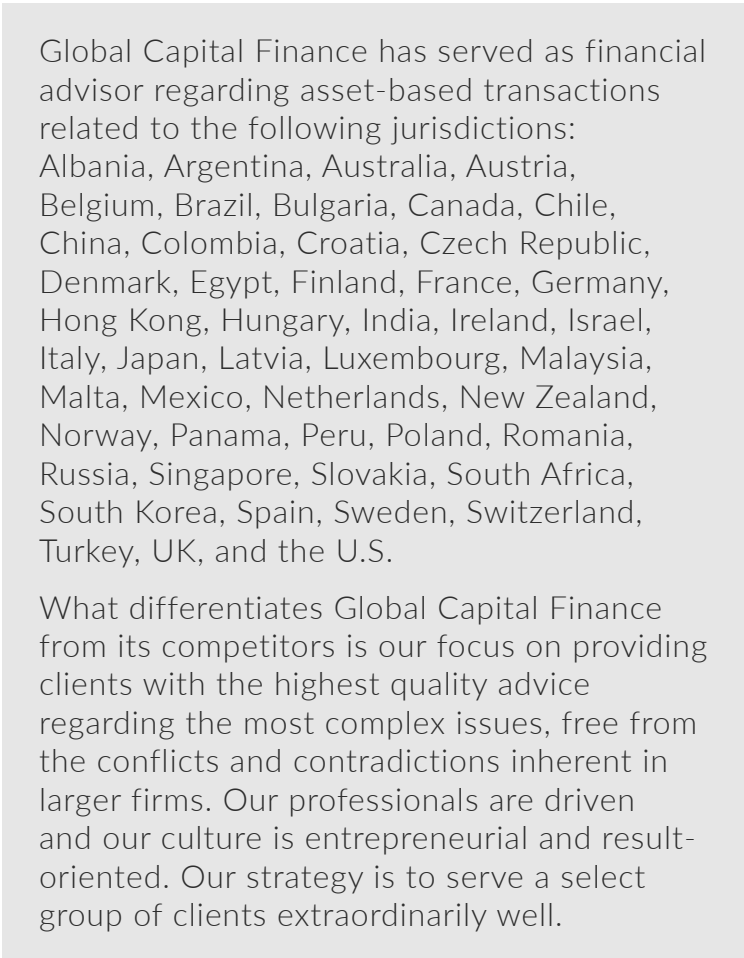 Global Capital Finance has served as financial
advisor regarding asset-based transactions
related to the following jurisdictions:
Albania, Argentina, Australia, Austria,
Belgium, Brazil, Bulgaria, Canada, Chile,
China, Colombia, Croatia, Czech Republic,
Denmark, Egypt, Finland, France, Germany,
Hong Kong, Hungary, India, Ireland, Israel,
Italy, Japan, Latvia, Luxembourg, Malaysia,
Malta, Mexico, Netherlands, New Zealand,
Norway, Panama, Peru, Poland, Romania,
Russia, Singapore, Slovakia, South Africa,
South Korea, Spain, Sweden, Switzerland,
Turkey, UK, and the U.S.
What differentiates Global Capital Finance
from its competitors is our focus on providing
clients with the highest quality advice
regarding the most complex issues, free from
the conflicts and contradictions inherent in
larger firms. Our professionals are driven
and our culture is entrepreneurial and result-
oriented. Our strategy is to serve a select
group of clients extraordinarily well.